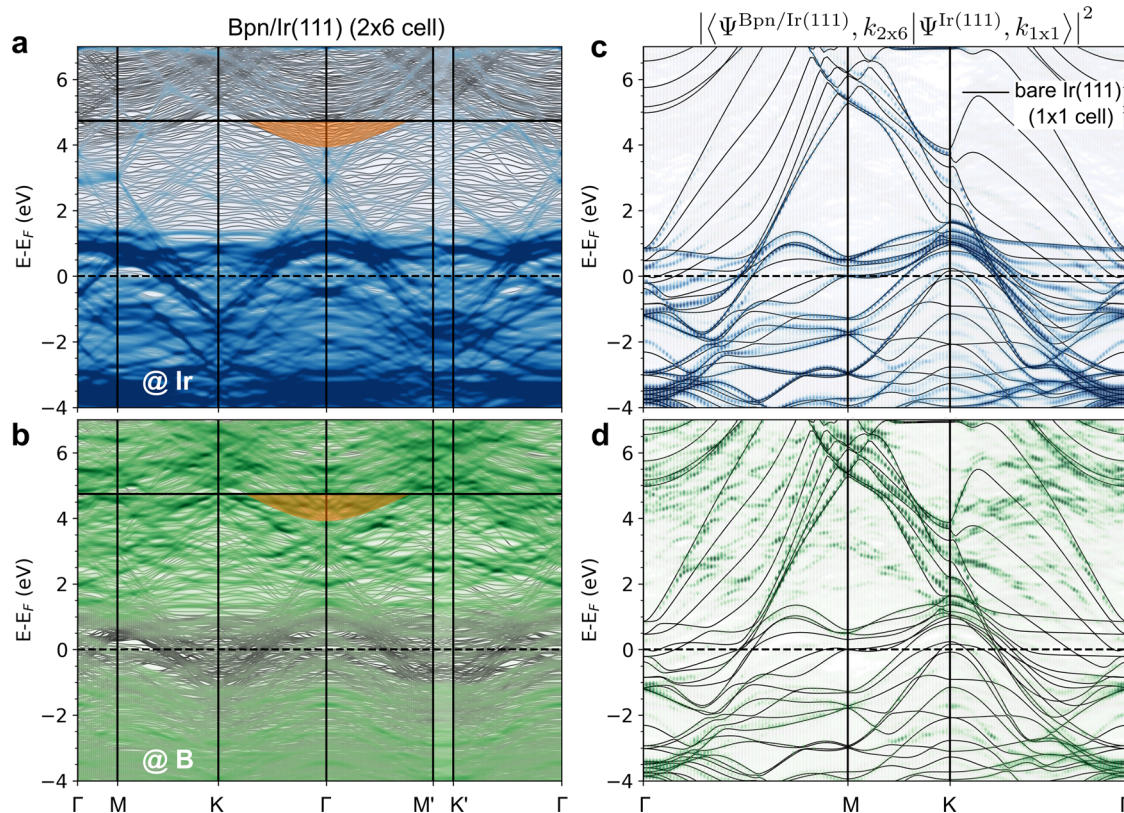 Bpn/Ir(111) (2x6 cell)
|⟨Ψ^{Bpn/Ir(111)}, k_{2x6}|Ψ^{Ir(111)}, k_{1x1}⟩|^2
a
6
4
2
0
−2
−4
E-E_F (eV)
@ Ir
c
6
4
2
0
−2
−4
E-E_F (eV)
bare Ir(111)
(1x1 cell)
b
6
4
2
0
−2
−4
E-E_F (eV)
@ B
Γ M K Γ M' K' Γ
d
6
4
2
0
−2
−4
E-E_F (eV)
Γ M K Γ